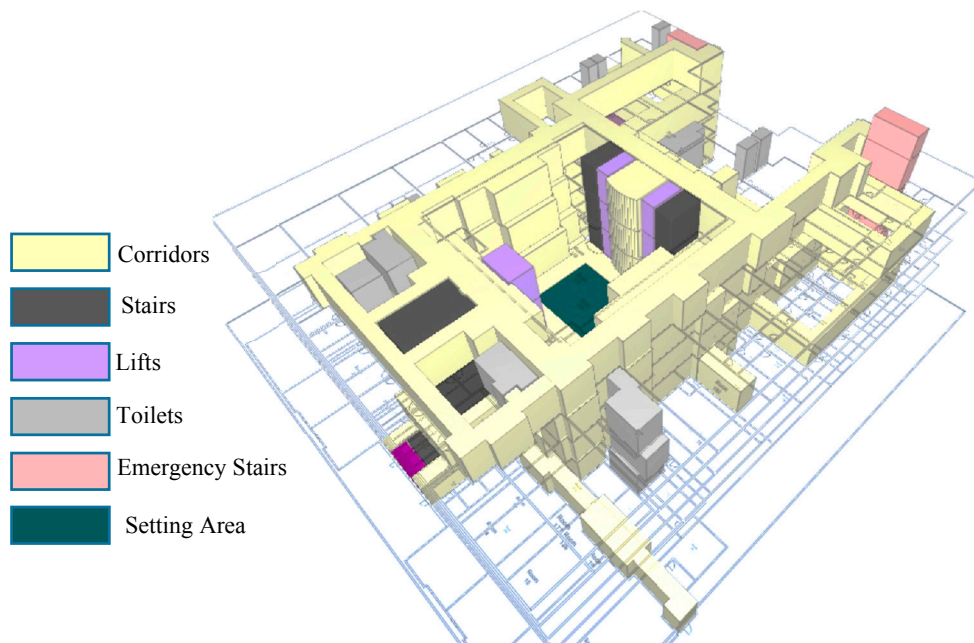 Corridors
Stairs
Lifts
Toilets
Emergency Stairs
Setting Area